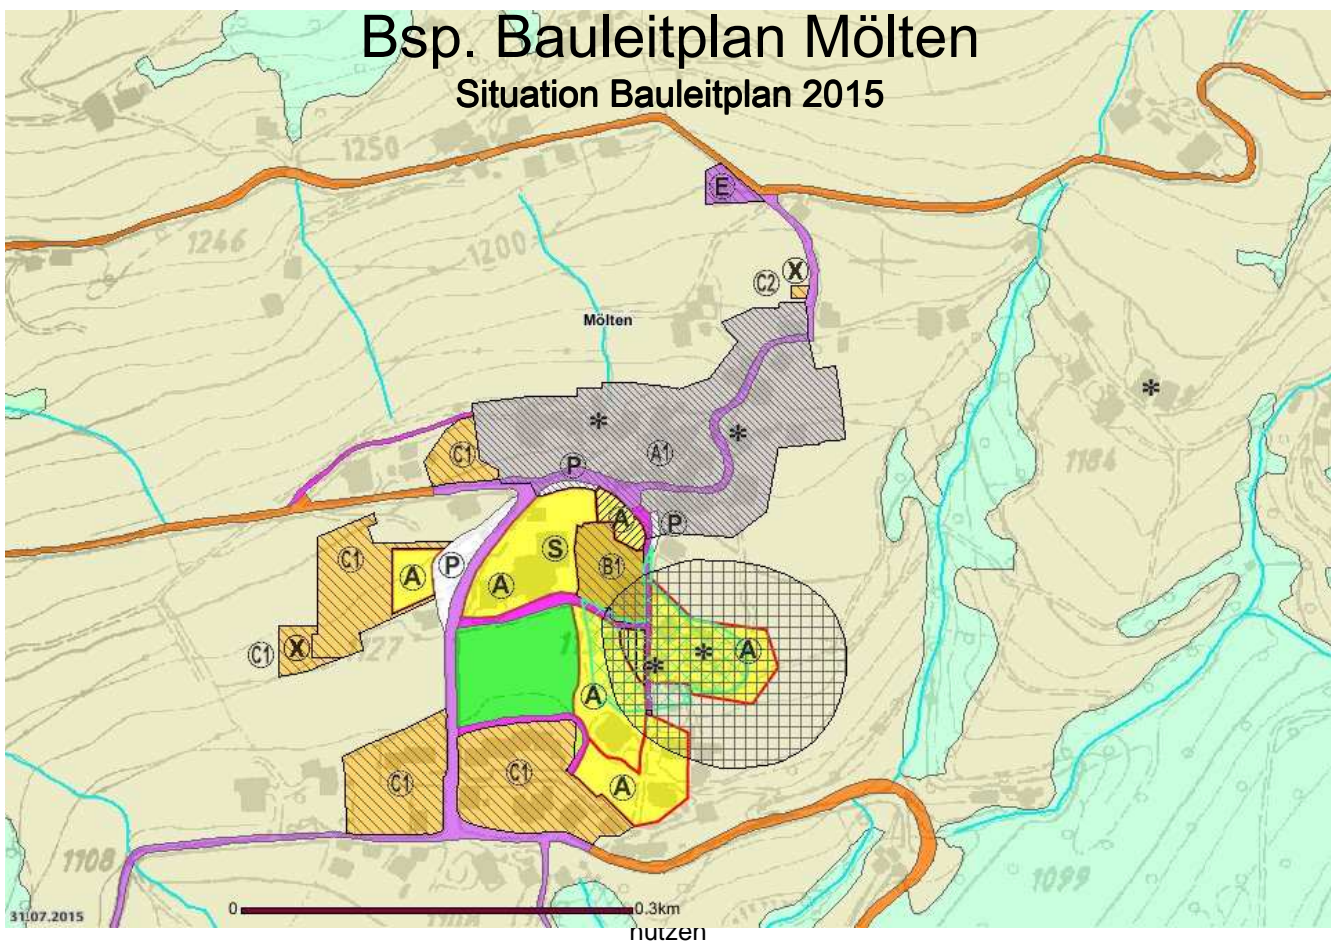 Bsp. Bauleitplan Mölten
Situation Bauleitplan 2015
1250
E
1246
1200
X
C2
Mölten
*
*
*
A1
C1
P
1184
P
A
S
C1
A
P
B1
A
C1
X
27
*
*
A
A
C1
C1
A
1108
1099
31.07.2015
0
0.3km
nutzen